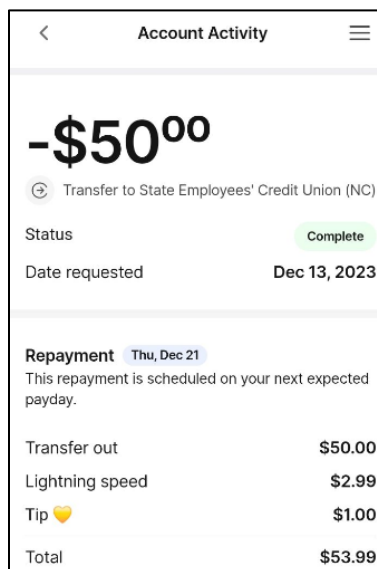 Account Activity
-$50⁰⁰
Transfer to State Employees' Credit Union (NC)
Status Complete
Date requested Dec 13, 2023
Repayment Thu, Dec 21
This repayment is scheduled on your next expected
payday.
Transfer out $50.00
Lightning speed $2.99
Tip 💛 $1.00
Total $53.99